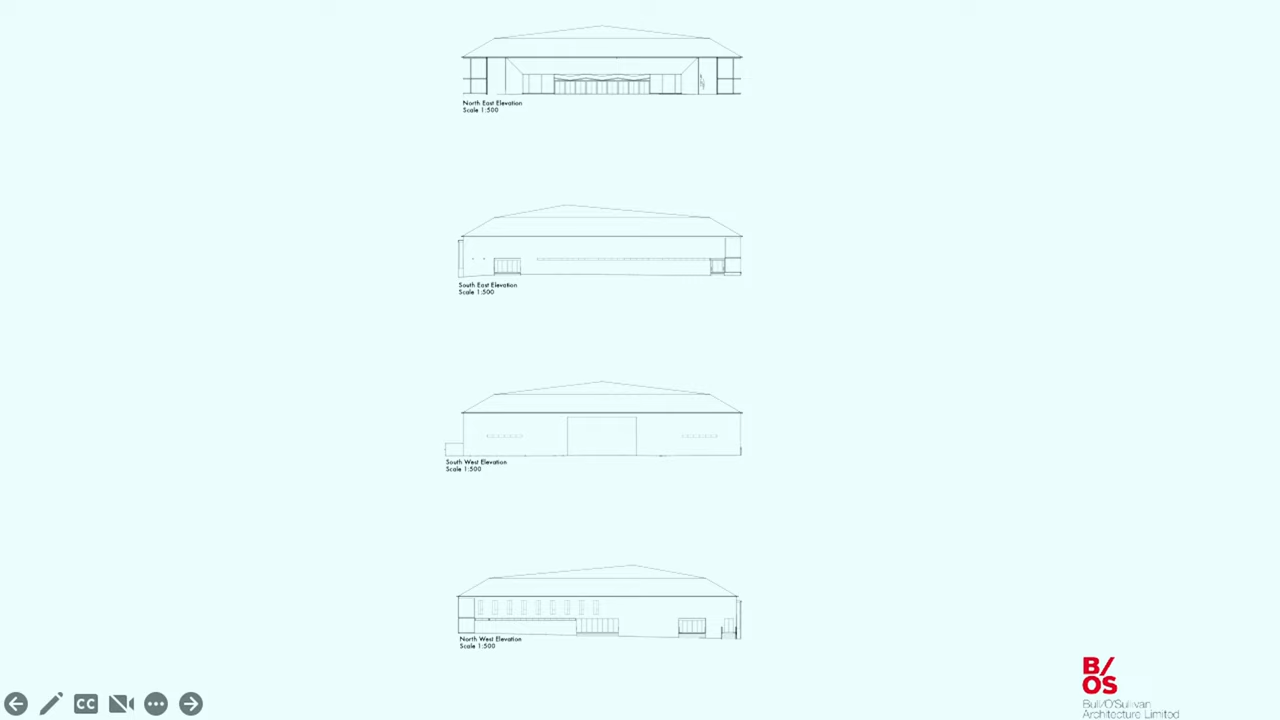 North East Elevation
Scale 1:500
South East Elevation
Scale 1:500
South West Elevation
Scale 1:500
North West Elevation
Scale 1:500
B/
OS
Bull/O'Sullivan
Architecture Limited
CC